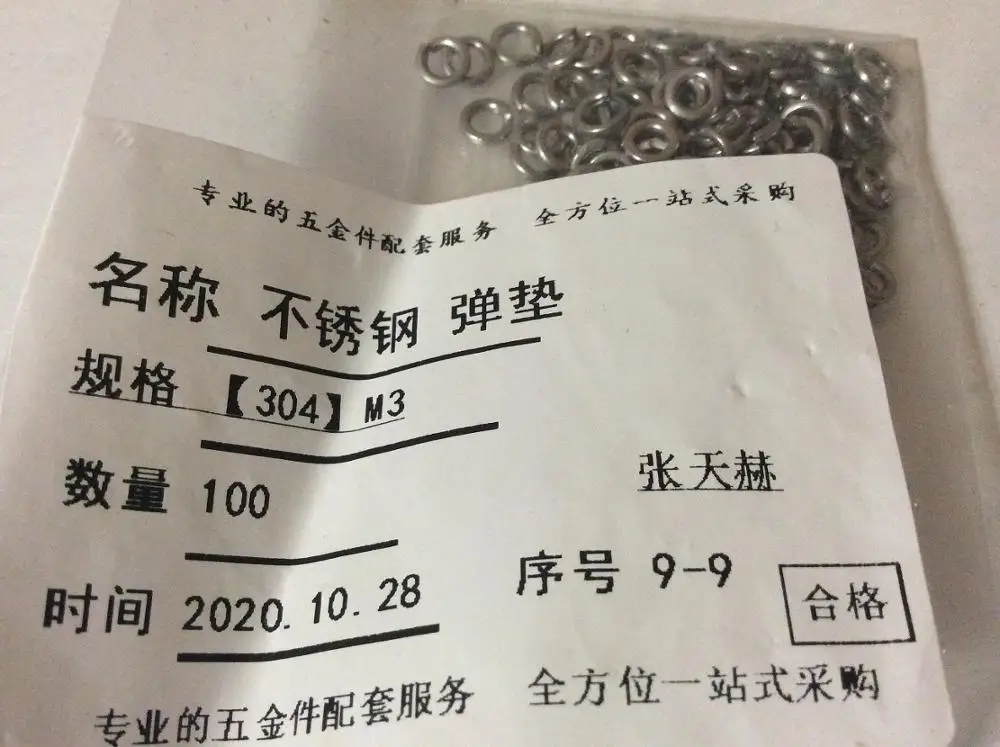 专业的五金件配套服务 全方位一站式采购
名称 不锈钢 弹垫
规格 【304】M3
数量 100
张天赫
时间 2020.10.28
序号 9-9
合格
专业的五金件配套服务 全方位一站式采购